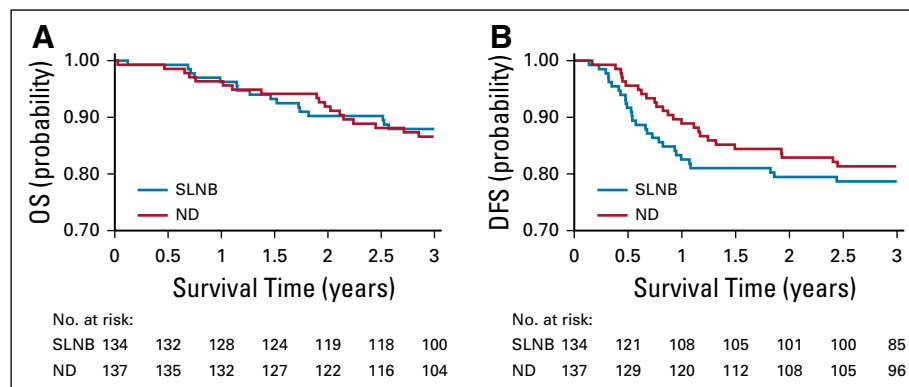 A
OS (probability)
1.00
0.90
0.80
0.70
SLNB
ND
0 0.5 1 1.5 2 2.5 3
Survival Time (years)
No. at risk:
SLNB 134 132 128 124 119 118 100
ND 137 135 132 127 122 116 104
B
DFS (probability)
1.00
0.90
0.80
0.70
SLNB
ND
0 0.5 1 1.5 2 2.5 3
Survival Time (years)
No. at risk:
SLNB 134 121 108 105 101 100 85
ND 137 129 120 112 108 105 96